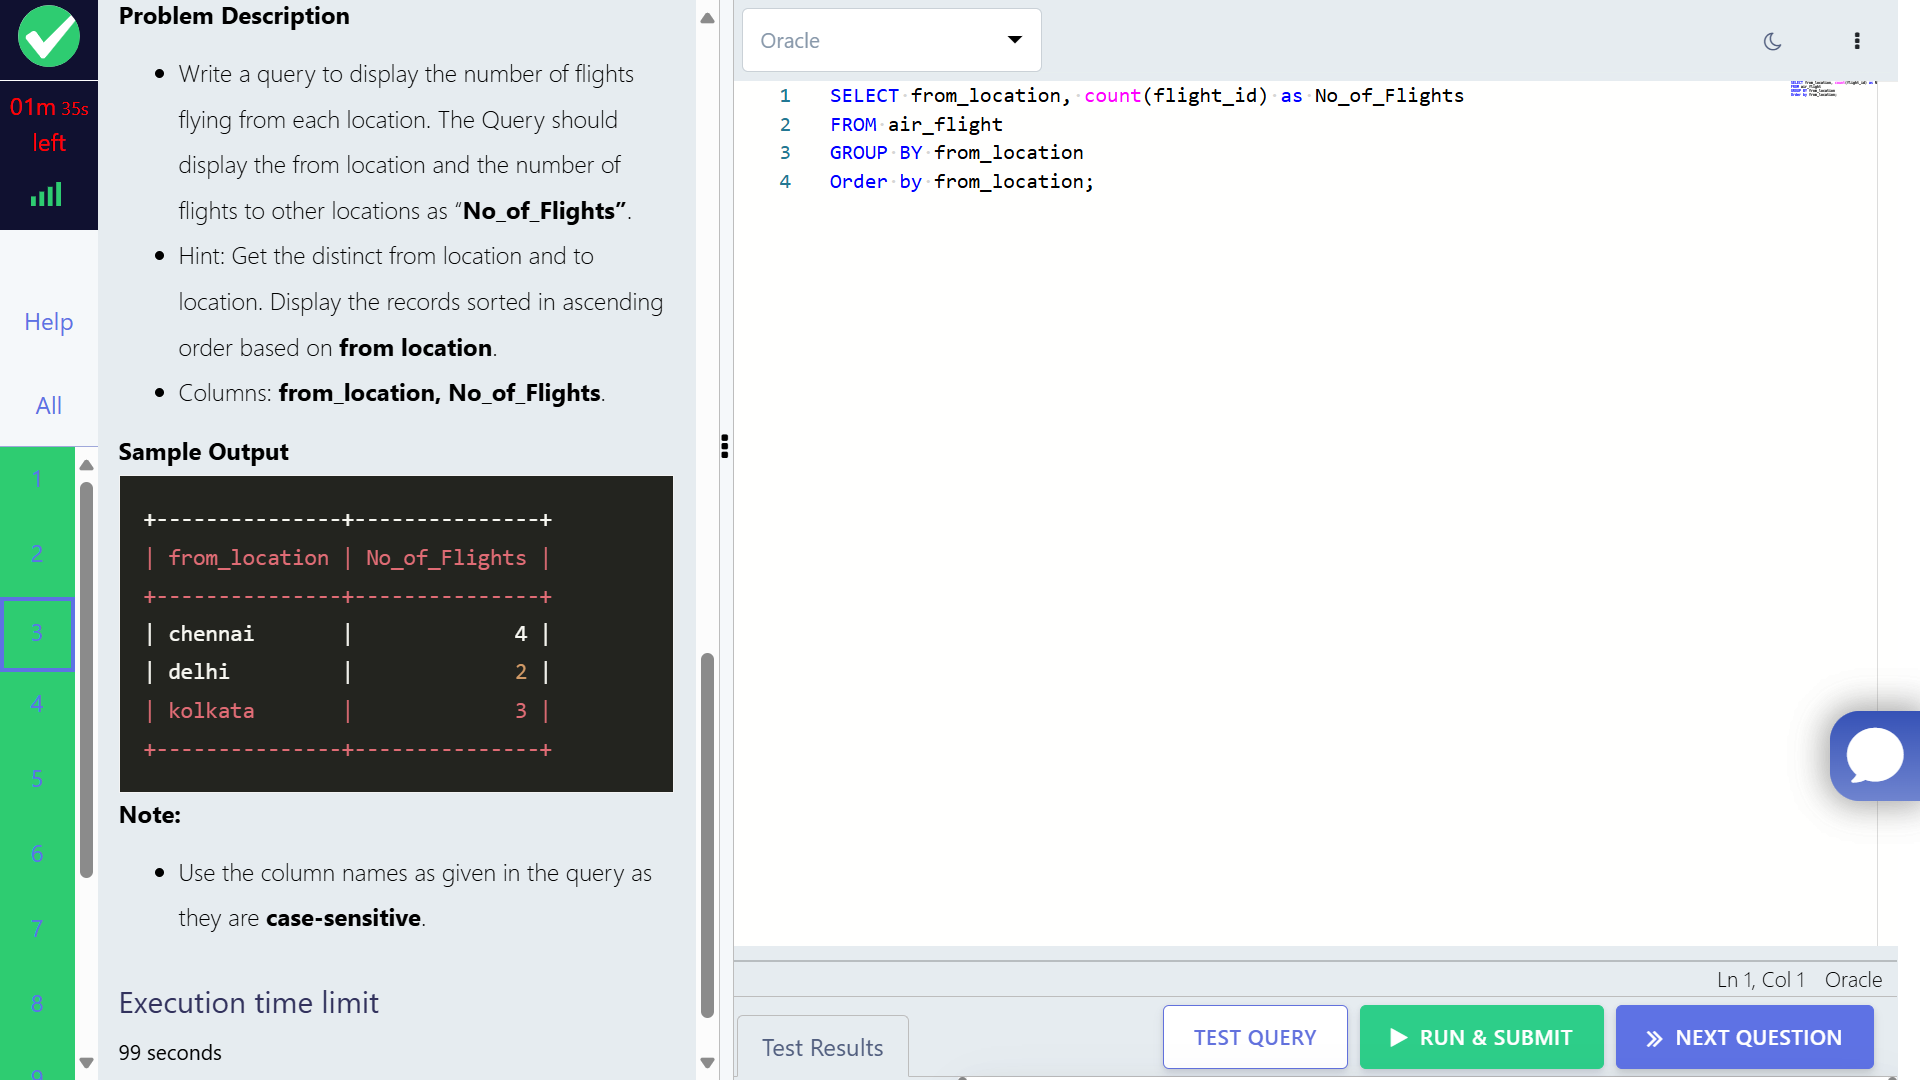 01m 35s
left
Help
All
1
2
3
4
5
6
7
8
9
Problem Description
Write a query to display the number of flights
flying from each location. The Query should
display the from location and the number of
flights to other locations as “No_of_Flights”.
Hint: Get the distinct from location and to
location. Display the records sorted in ascending
order based on from location.
Columns: from_location, No_of_Flights.
Sample Output
+---------------+---------------+
| from_location | No_of_Flights |
+---------------+---------------+
| chennai       |             4 |
| delhi         |             2 |
| kolkata       |             3 |
+---------------+---------------+
Note:
Use the column names as given in the query as
they are case-sensitive.
Execution time limit
99 seconds
Oracle
1 SELECT from_location, count(flight_id) as No_of_Flights
2 FROM air_flight
3 GROUP BY from_location
4 Order by from_location;
Ln 1, Col 1 Oracle
Test Results
TEST QUERY
RUN & SUBMIT
NEXT QUESTION